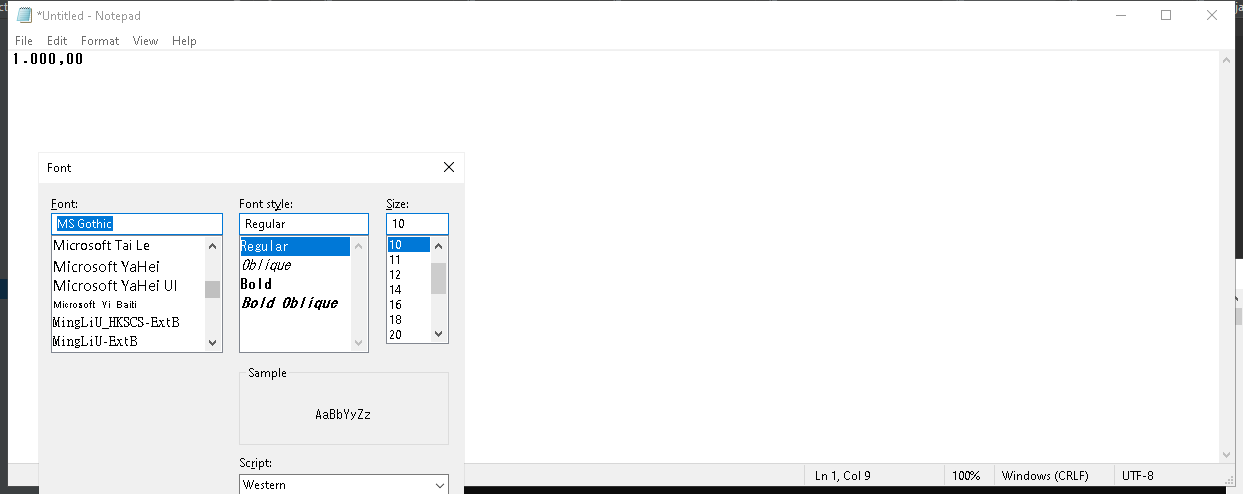 *Untitled - Notepad
File Edit Format View Help
1.000,00
Font
Font: Font style: Size:
MS Gothic Regular 10
Microsoft Tai Le Regular 10
Microsoft YaHei Oblique 11
Microsoft YaHei UI Bold 12
Microsoft Yi Baiti Bold Oblique 14
MingLiU_HKSCS-ExtB 16
MingLiU-ExtB 18
20
Sample
AaBbYyZz
Script:
Western
Ln 1, Col 9 100% Windows (CRLF) UTF-8